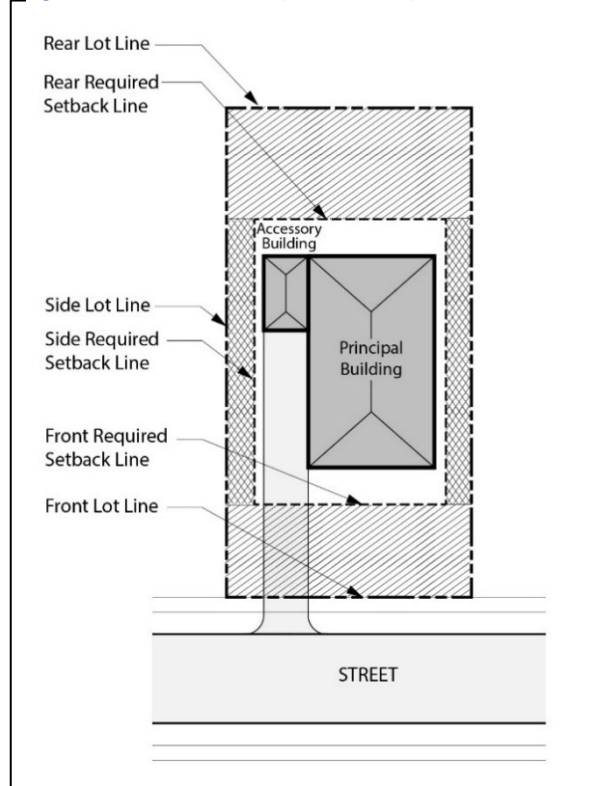 Rear Lot Line
Rear Required
Setback Line
Accessory
Building
Side Lot Line
Side Required
Setback Line
Principal
Building
Front Required
Setback Line
Front Lot Line
STREET